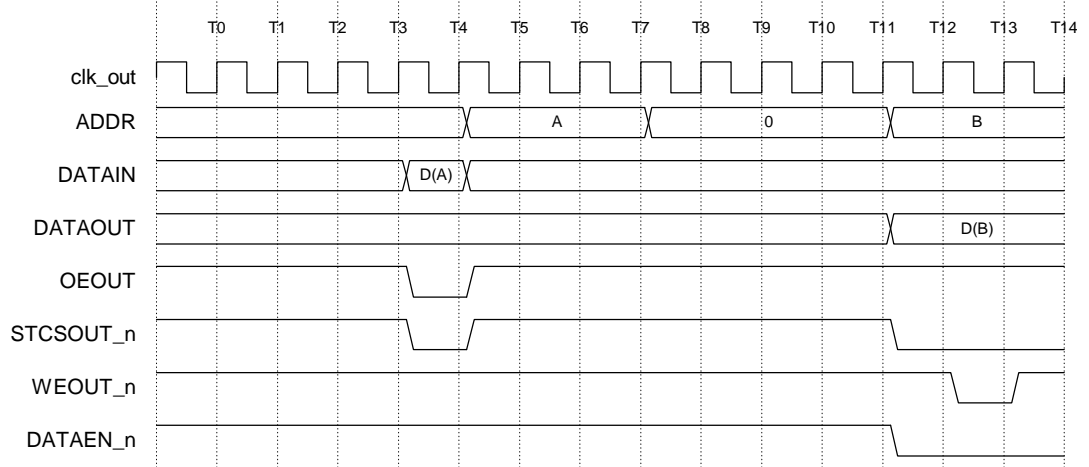 T0 T1 T2 T3 T4 T5 T6 T7 T8 T9 T10 T11 T12 T13 T14
clk_out
ADDR A 0 B
DATAIN D(A)
DATAOUT D(B)
OEOUT
STCSOUT_n
WEOUT_n
DATAEN_n